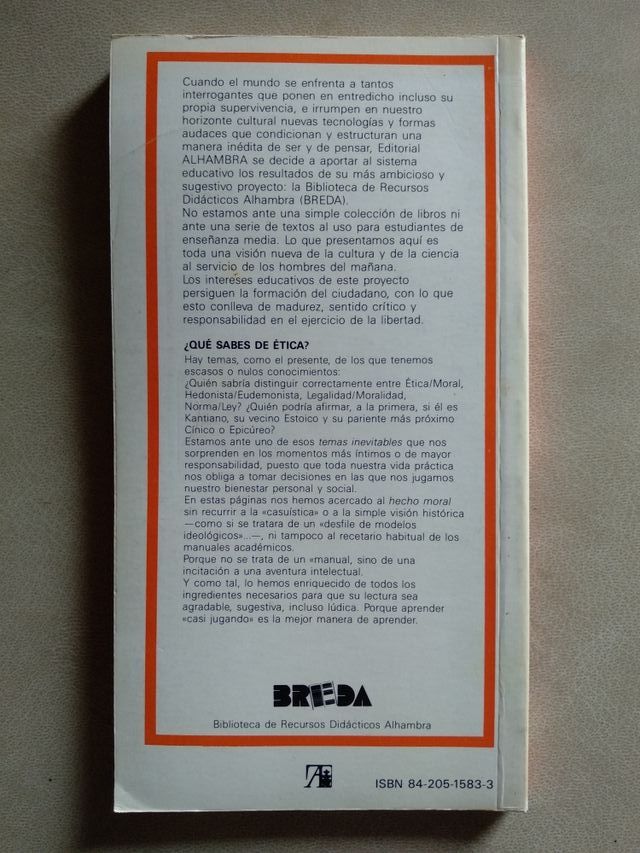 Cuando el mundo se enfrenta a tantos
interrogantes que ponen en entredicho incluso su
propia supervivencia, e irrumpen en nuestro
horizonte cultural nuevas tecnologías y formas
audaces que condicionan y estructuran una
manera inédita de ser y de pensar, Editorial
ALHAMBRA se decide a aportar al sistema
educativo los resultados de su más ambicioso y
sugestivo proyecto: la Biblioteca de Recursos
Didácticos Alhambra (BREDA).
No estamos ante una simple colección de libros ni
ante una serie de textos al uso para estudiantes de
enseñanza media. Lo que presentamos aquí es
toda una visión nueva de la cultura y de la ciencia
al servicio de los hombres del mañana.
Los intereses educativos de este proyecto
persiguen la formación del ciudadano, con lo que
esto conlleva de madurez, sentido crítico y
responsabilidad en el ejercicio de la libertad.
¿QUÉ SABES DE ÉTICA?
Hay temas, como el presente, de los que tenemos
escasos o nulos conocimientos:
¿Quién sabría distinguir correctamente entre Ética/Moral,
Hedonista/Eudemonista, Legalidad/Moralidad,
Norma/Ley? ¿Quién podría afirmar, a la primera, si él es
Kantiano, su vecino Estoico y su pariente más próximo
Cínico o Epicúreo?
Estamos ante uno de esos temas inevitables que nos
sorprenden en los momentos más íntimos o de mayor
responsabilidad, puesto que toda nuestra vida práctica
nos obliga a tomar decisiones en las que nos jugamos
nuestro bienestar personal y social.
En estas páginas nos hemos acercado al hecho moral
sin recurrir a la «casuística» o a la simple visión histórica
—como si se tratara de un «desfile de modelos
ideológicos»...—, ni tampoco al recetario habitual de los
manuales académicos.
Porque no se trata de un «manual, sino de una
incitación a una aventura intelectual.
Y como tal, lo hemos enriquecido de todos los
ingredientes necesarios para que su lectura sea
agradable, sugestiva, incluso lúdica. Porque aprender
«casi jugando» es la mejor manera de aprender.
BREDA
Biblioteca de Recursos Didácticos Alhambra
ISBN 84-205-1583-3